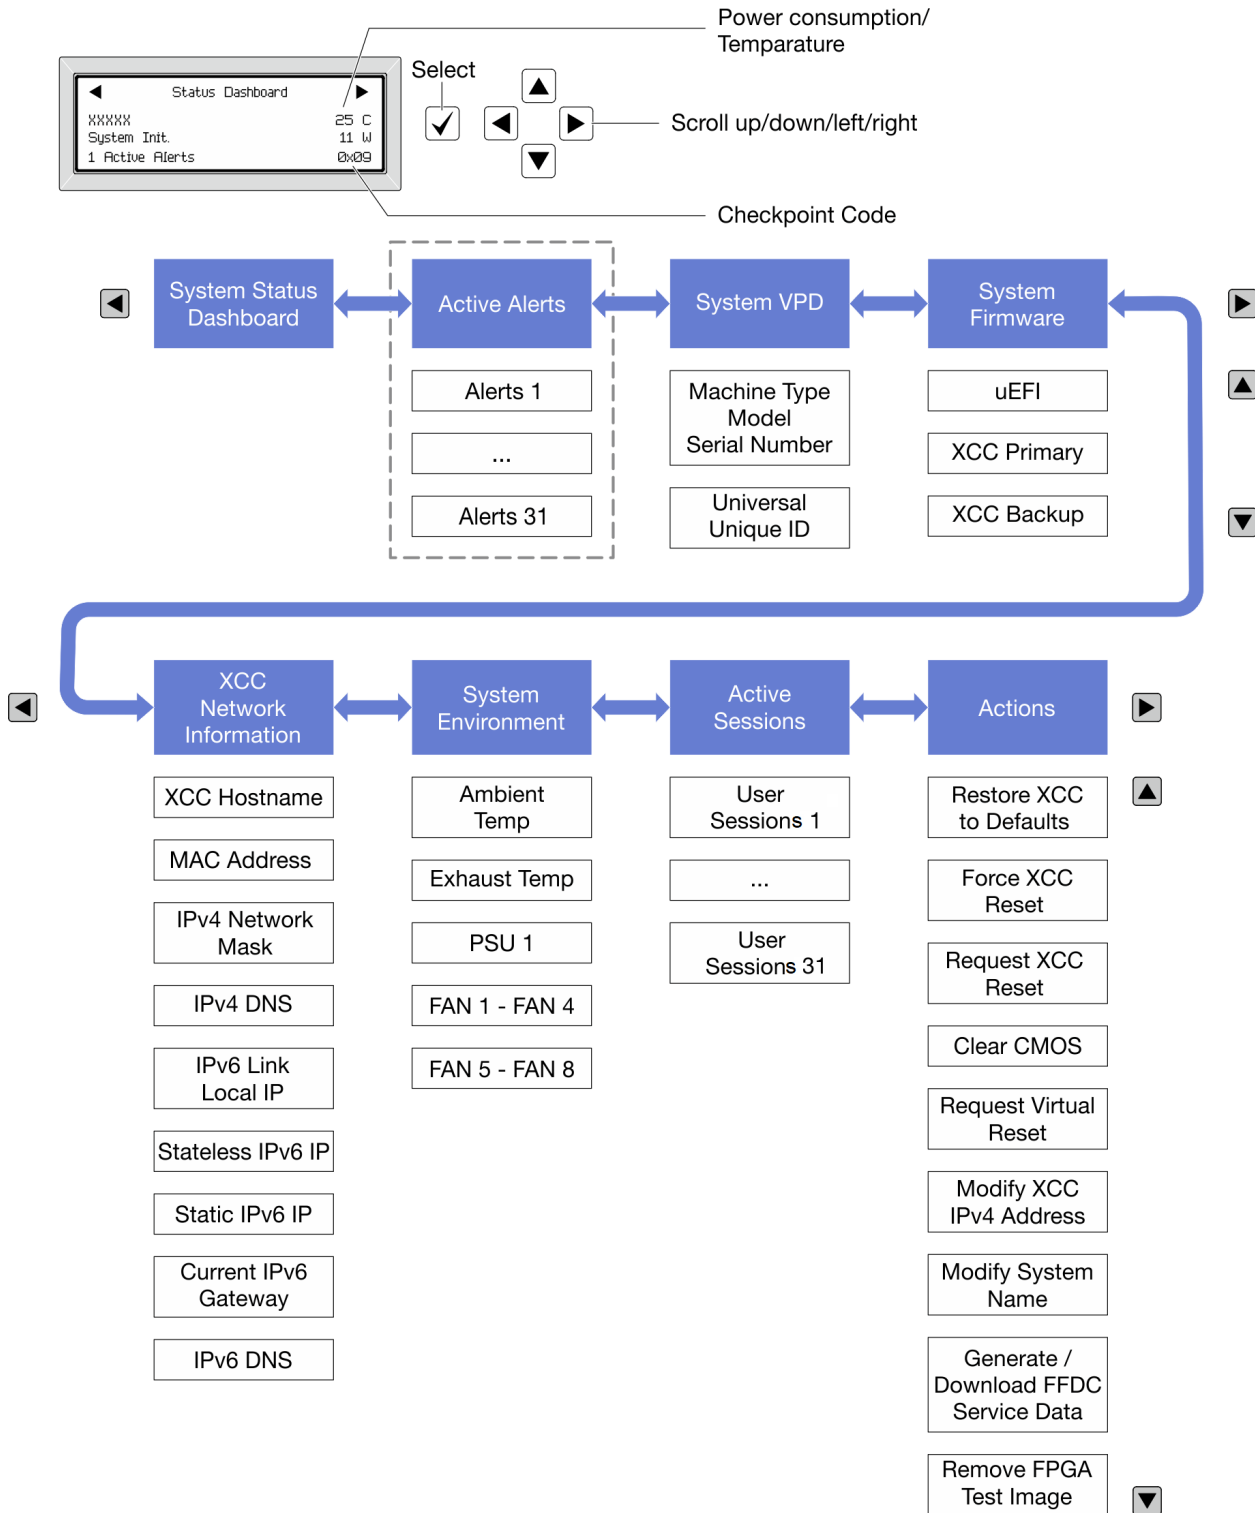 Power consumption/
Temparature
Select
Status Dashboard
XXXXX 25 C
System Init. 11 W
1 Active Alerts 0x09
Scroll up/down/left/right
Checkpoint Code
System Status
Dashboard
Active Alerts
System VPD
System
Firmware
Alerts 1
...
Alerts 31
Machine Type
Model
Serial Number
Universal
Unique ID
uEFI
XCC Primary
XCC Backup
XCC
Network
Information
System
Environment
Active
Sessions
Actions
XCC Hostname
MAC Address
IPv4 Network
Mask
IPv4 DNS
IPv6 Link
Local IP
Stateless IPv6 IP
Static IPv6 IP
Current IPv6
Gateway
IPv6 DNS
Ambient
Temp
Exhaust Temp
PSU 1
FAN 1 - FAN 4
FAN 5 - FAN 8
User
Sessions 1
...
User
Sessions 31
Restore XCC
to Defaults
Force XCC
Reset
Request XCC
Reset
Clear CMOS
Request Virtual
Reset
Modify XCC
IPv4 Address
Modify System
Name
Generate /
Download FFDC
Service Data
Remove FPGA
Test Image